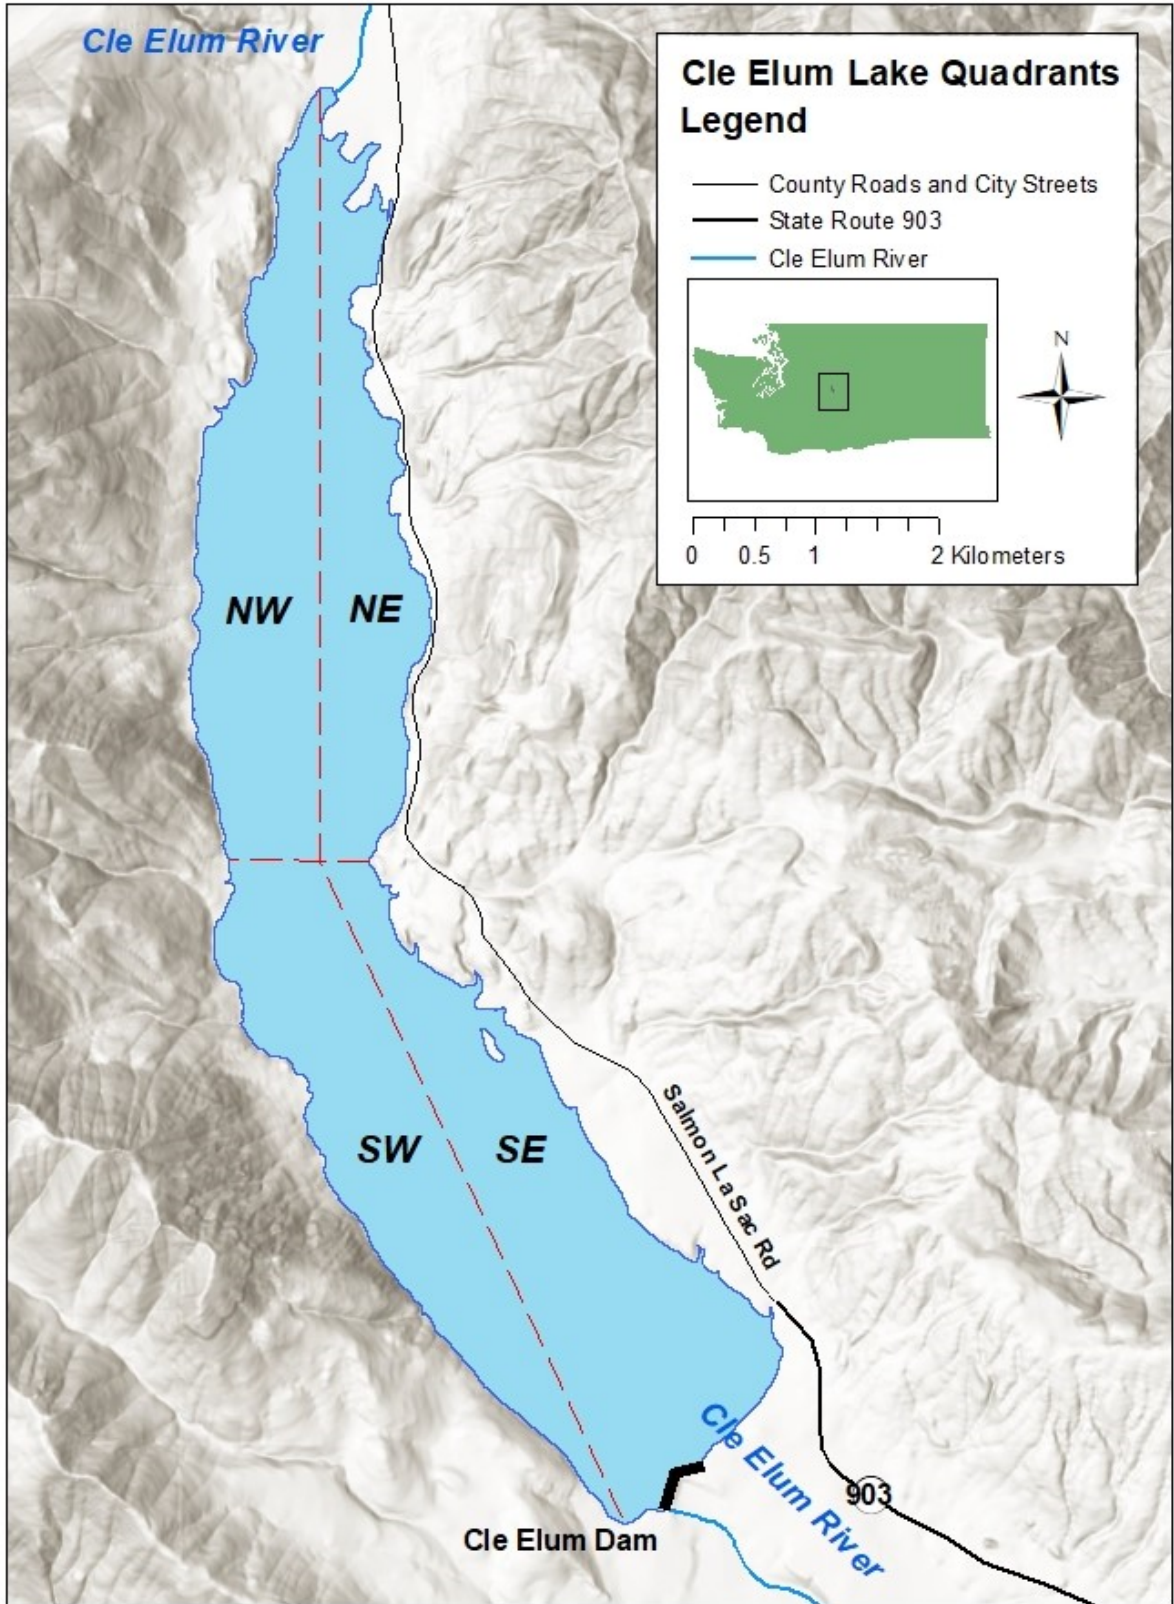 Cle Elum River
Cle Elum Lake Quadrants
Legend
County Roads and City Streets
State Route 903
Cle Elum River
N
0 0.5 1 2 Kilometers
NW NE
SW SE
Salmon La Sac Rd
Cle Elum River
903
Cle Elum Dam